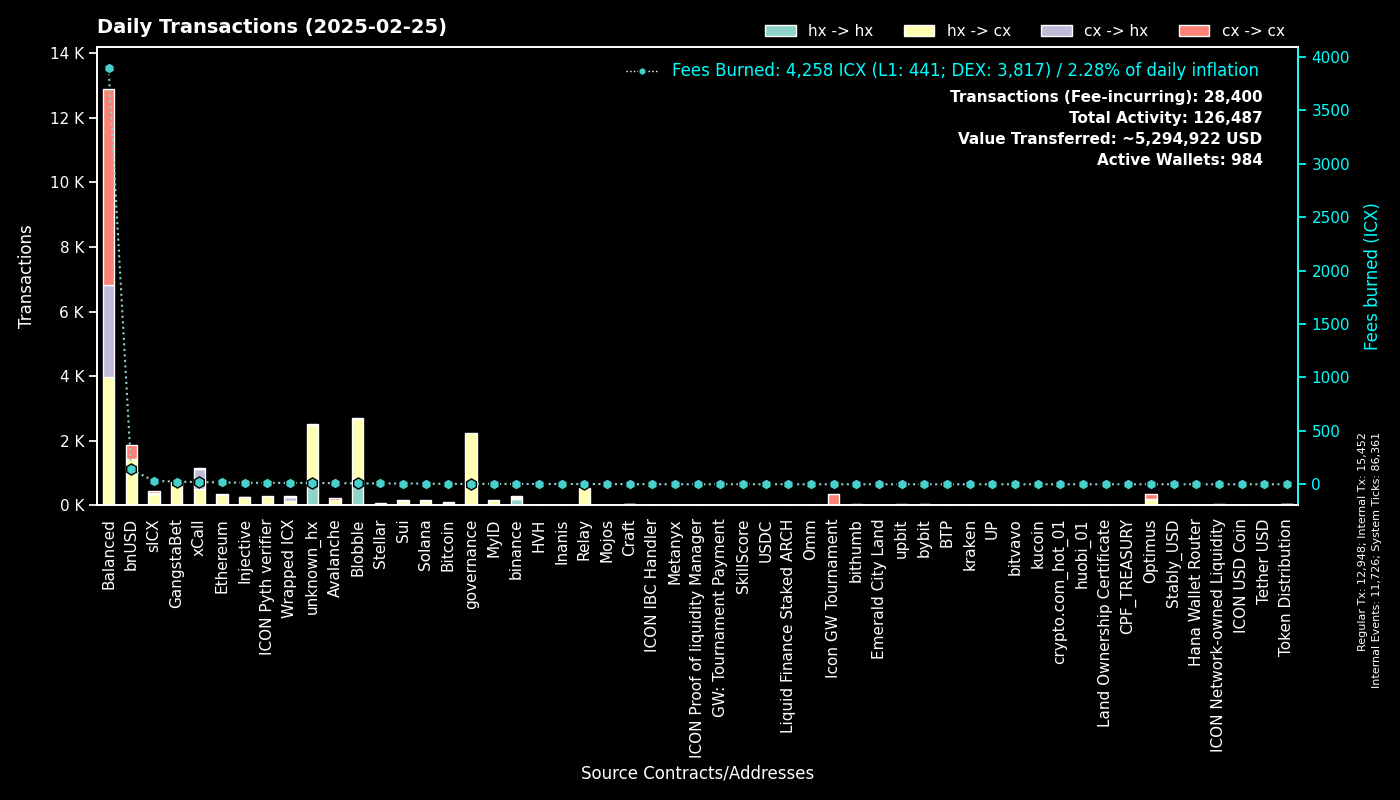 Daily Transactions (2025-02-25)
hx -> hx
hx -> cx
cx -> hx
cx -> cx
Fees Burned: 4,258 ICX (L1: 441; DEX: 3,817) / 2.28% of daily inflation
Transactions (Fee-incurring): 28,400
Total Activity: 126,487
Value Transferred: ~5,294,922 USD
Active Wallets: 984
Transactions
14 K
12 K
10 K
8 K
6 K
4 K
2 K
0 K
4000
3500
3000
2500
2000
1500
1000
500
0
Fees burned (ICX)
Regular Tx: 12,948; Internal Tx: 15,452
Internal Events: 11,726; System Ticks: 86,361
Balanced
bnUSD
sICX
GangstaBet
xCall
Ethereum
Injective
ICON Pyth verifier
Wrapped ICX
unknown_hx
Avalanche
Blobble
Stellar
Sui
Solana
Bitcoin
governance
MyID
binance
HVH
Inanis
Relay
Mojos
Craft
ICON IBC Handler
Metanyx
ICON Proof of liquidity Manager
GW: Tournament Payment
SkillScore
USDC
Liquid Finance Staked ARCH
Omm
Icon GW Tournament
bithumb
Emerald City Land
upbit
bybit
BTP
kraken
UP
bitvavo
kucoin
crypto.com_hot_01
huobi_01
Land Ownership Certificate
CPF_TREASURY
Optimus
Stably_USD
Hana Wallet Router
ICON Network-owned Liquidity
ICON USD Coin
Tether USD
Token Distribution
Source Contracts/Addresses